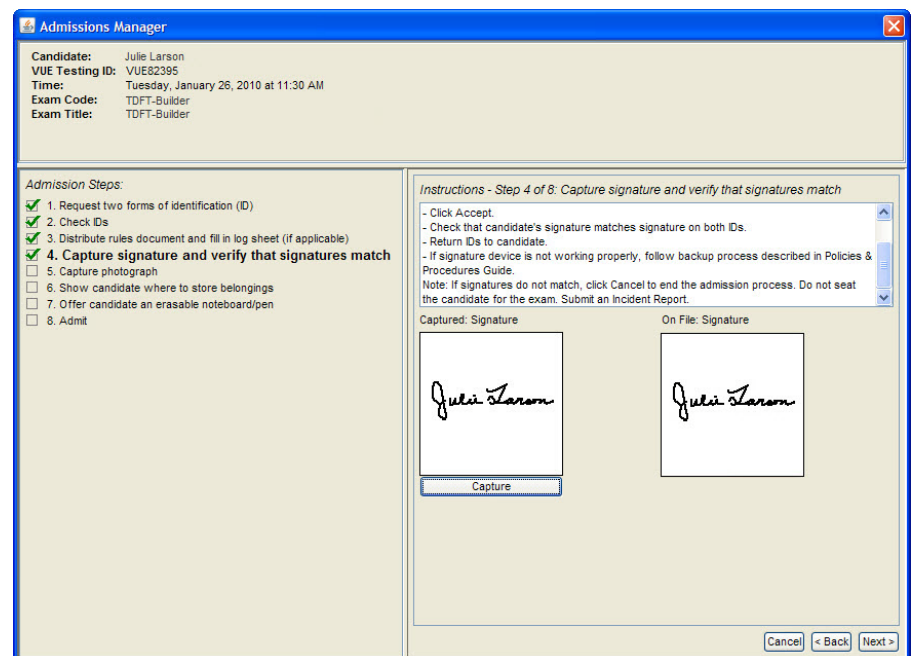 Admissions Manager
Candidate: Julie Larson
VUE Testing ID: VUE82395
Time: Tuesday, January 26, 2010 at 11:30 AM
Exam Code: TDFT-Builder
Exam Title: TDFT-Builder
Admission Steps:
1. Request two forms of identification (ID)
2. Check IDs
3. Distribute rules document and fill in log sheet (if applicable)
4. Capture signature and verify that signatures match
5. Capture photograph
6. Show candidate where to store belongings
7. Offer candidate an erasable noteboard/pen
8. Admit
Instructions - Step 4 of 8: Capture signature and verify that signatures match
- Click Accept.
- Check that candidate's signature matches signature on both IDs.
- Return IDs to candidate.
- If signature device is not working properly, follow backup process described in Policies &
Procedures Guide.
Note: If signatures do not match, click Cancel to end the admission process. Do not seat
the candidate for the exam. Submit an Incident Report.
Captured: Signature
Julie Larson
Capture
On File: Signature
Julie Larson
Cancel < Back Next >